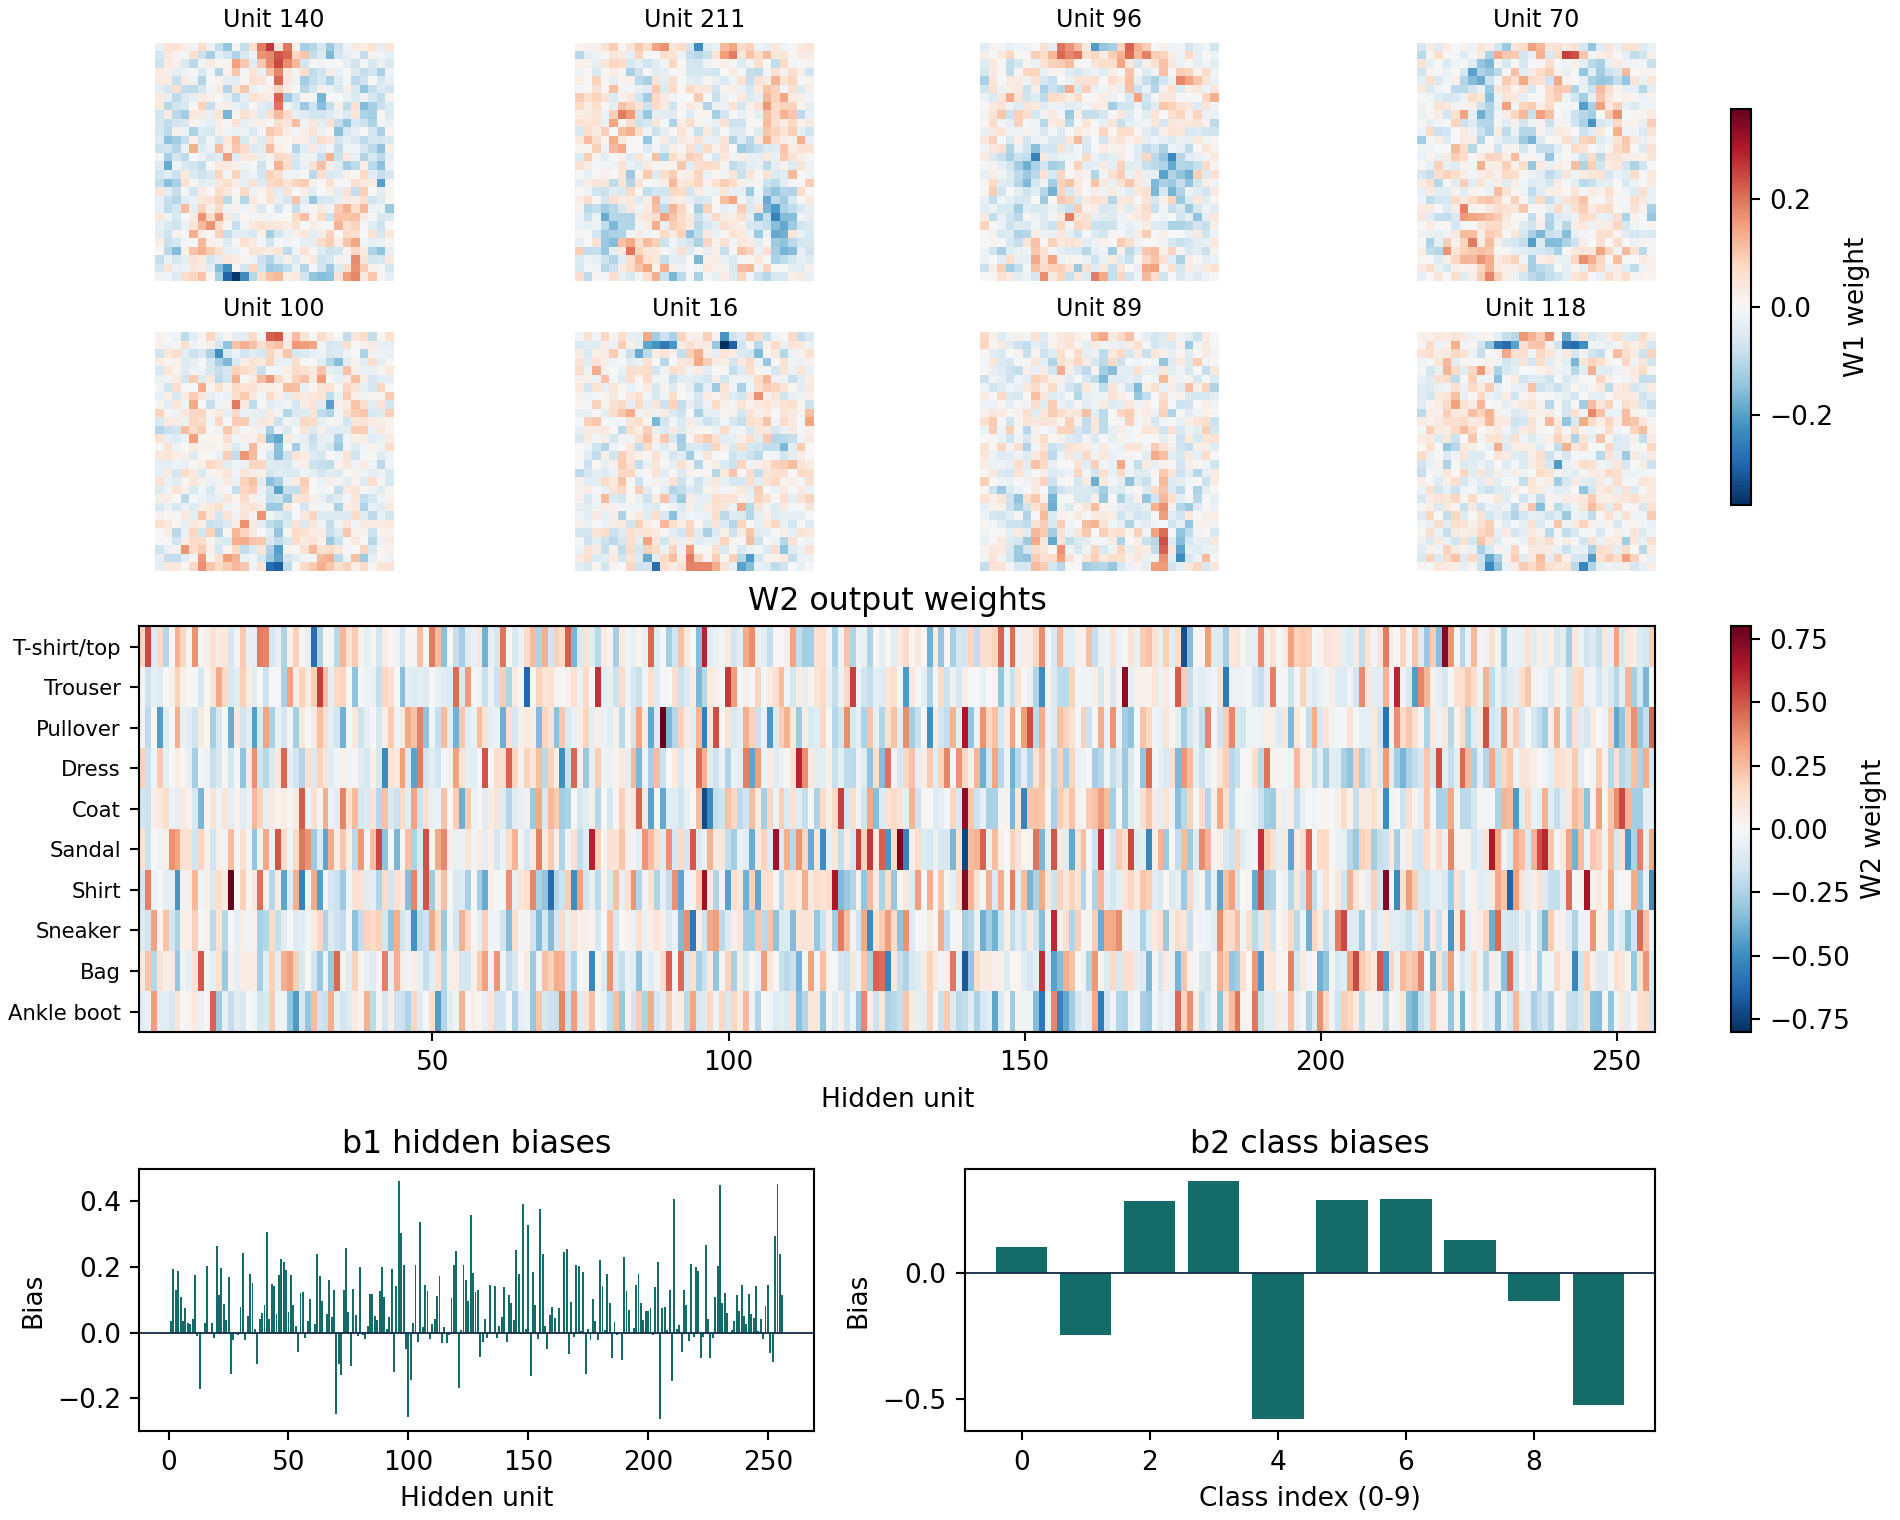 Unit 140 Unit 211 Unit 96 Unit 70
0.2
0.0
−0.2
W1 weight
Unit 100 Unit 16 Unit 89 Unit 118
W2 output weights
T-shirt/top
Trouser
Pullover
Dress
Coat
Sandal
Shirt
Sneaker
Bag
Ankle boot
50 100 150 200 250
Hidden unit
0.75
0.50
0.25
0.00
−0.25
−0.50
−0.75
W2 weight
b1 hidden biases
Bias
0.4
0.2
0.0
−0.2
0 50 100 150 200 250
Hidden unit
b2 class biases
Bias
0.0
−0.5
0 2 4 6 8
Class index (0-9)